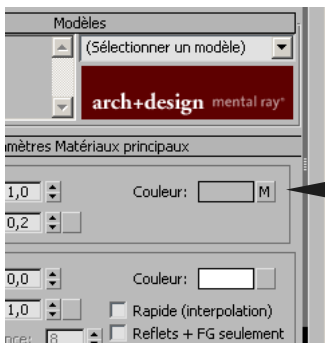 Modèles
(Sélectionner un modèle)
arch+design mental ray®
Matériaux principaux
1,0 Couleur: M
0,2
0,0 Couleur:
1,0 Rapide (interpolation)
8 Reflets + FG seulement